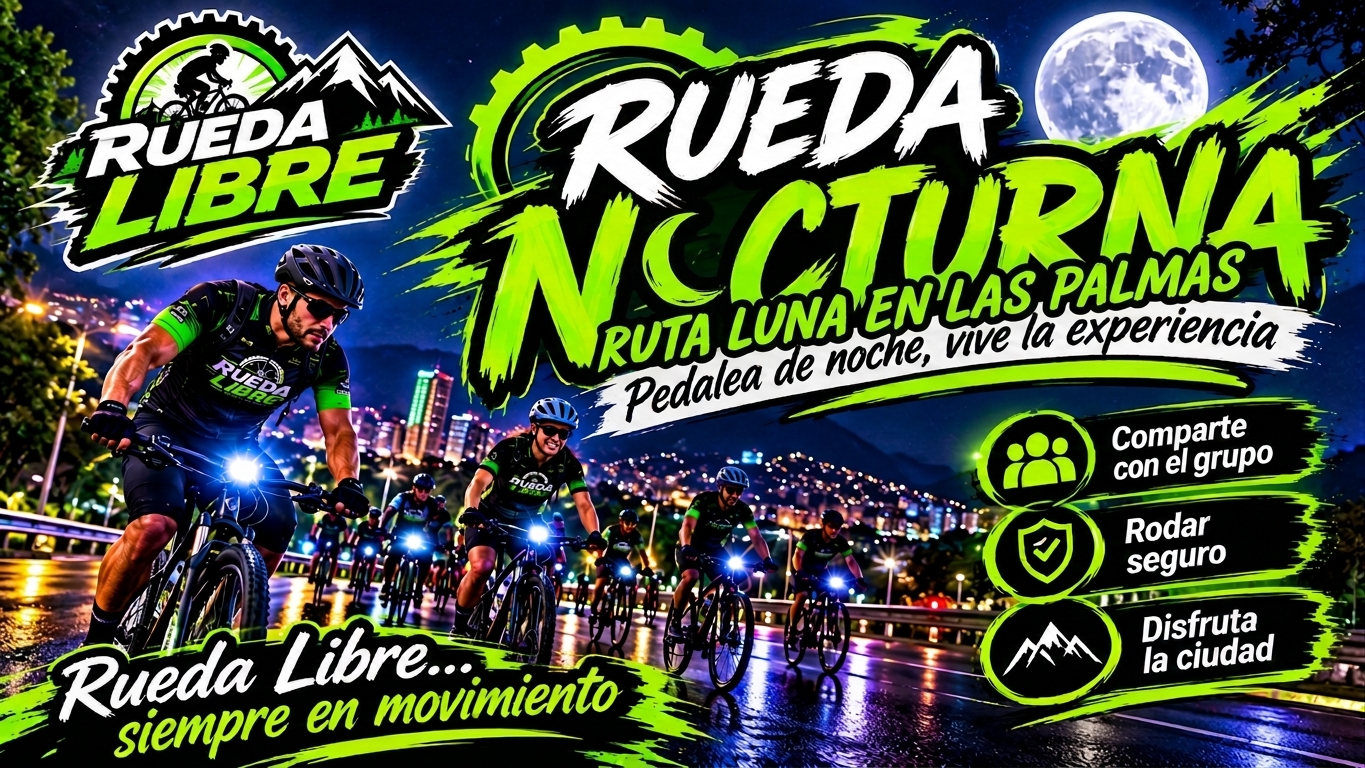 RUEDA
LIBRE
RUEDA
NOCTURNA
RUTA LUNA EN LAS PALMAS
Pedalea de noche, vive la experiencia
Comparte
con el grupo
Rodar
seguro
Disfruta
la ciudad
RUEDA
LIBRE
Rueda Libre...
siempre en movimiento